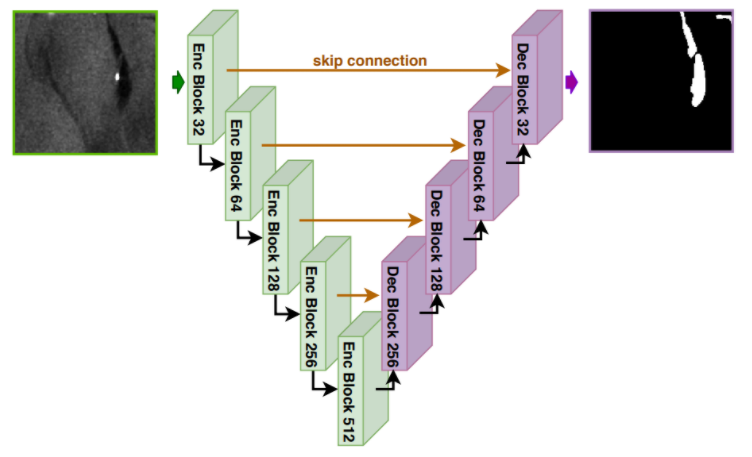 skip connection
Enc Block 32
Enc Block 64
Enc Block 128
Enc Block 256
Enc Block 512
Dec Block 256
Dec Block 128
Dec Block 64
Dec Block 32